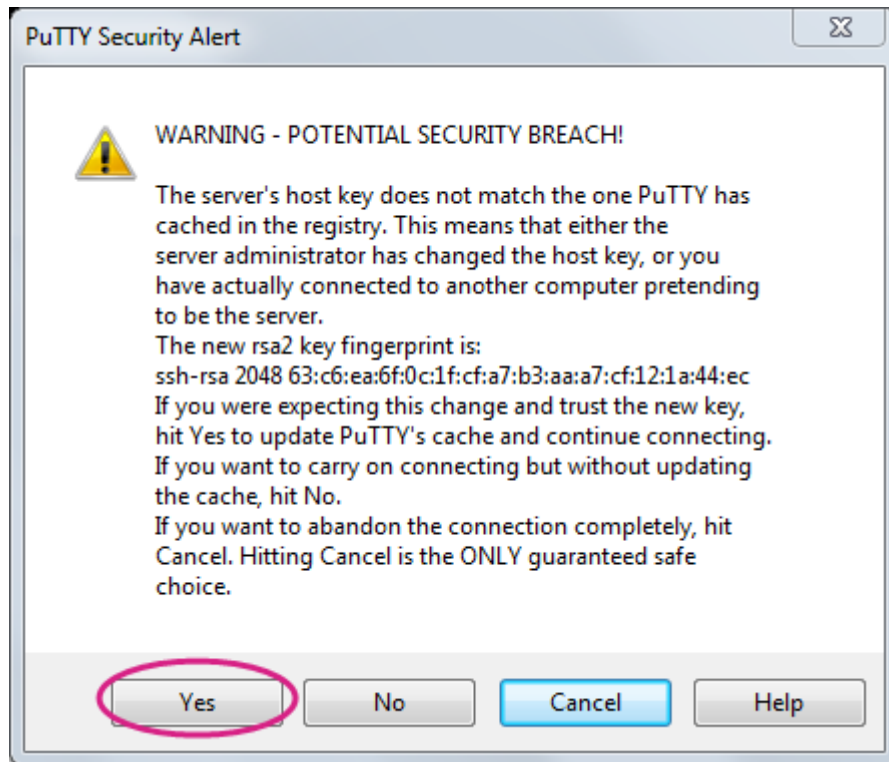 PuTTY Security Alert
WARNING - POTENTIAL SECURITY BREACH!
The server's host key does not match the one PuTTY has
cached in the registry. This means that either the
server administrator has changed the host key, or you
have actually connected to another computer pretending
to be the server.
The new rsa2 key fingerprint is:
ssh-rsa 2048 63:c6:ea:6f:0c:1f:cf:a7:b3:aa:a7:cf:12:1a:44:ec
If you were expecting this change and trust the new key,
hit Yes to update PuTTY's cache and continue connecting.
If you want to carry on connecting but without updating
the cache, hit No.
If you want to abandon the connection completely, hit
Cancel. Hitting Cancel is the ONLY guaranteed safe
choice.
Yes No Cancel Help